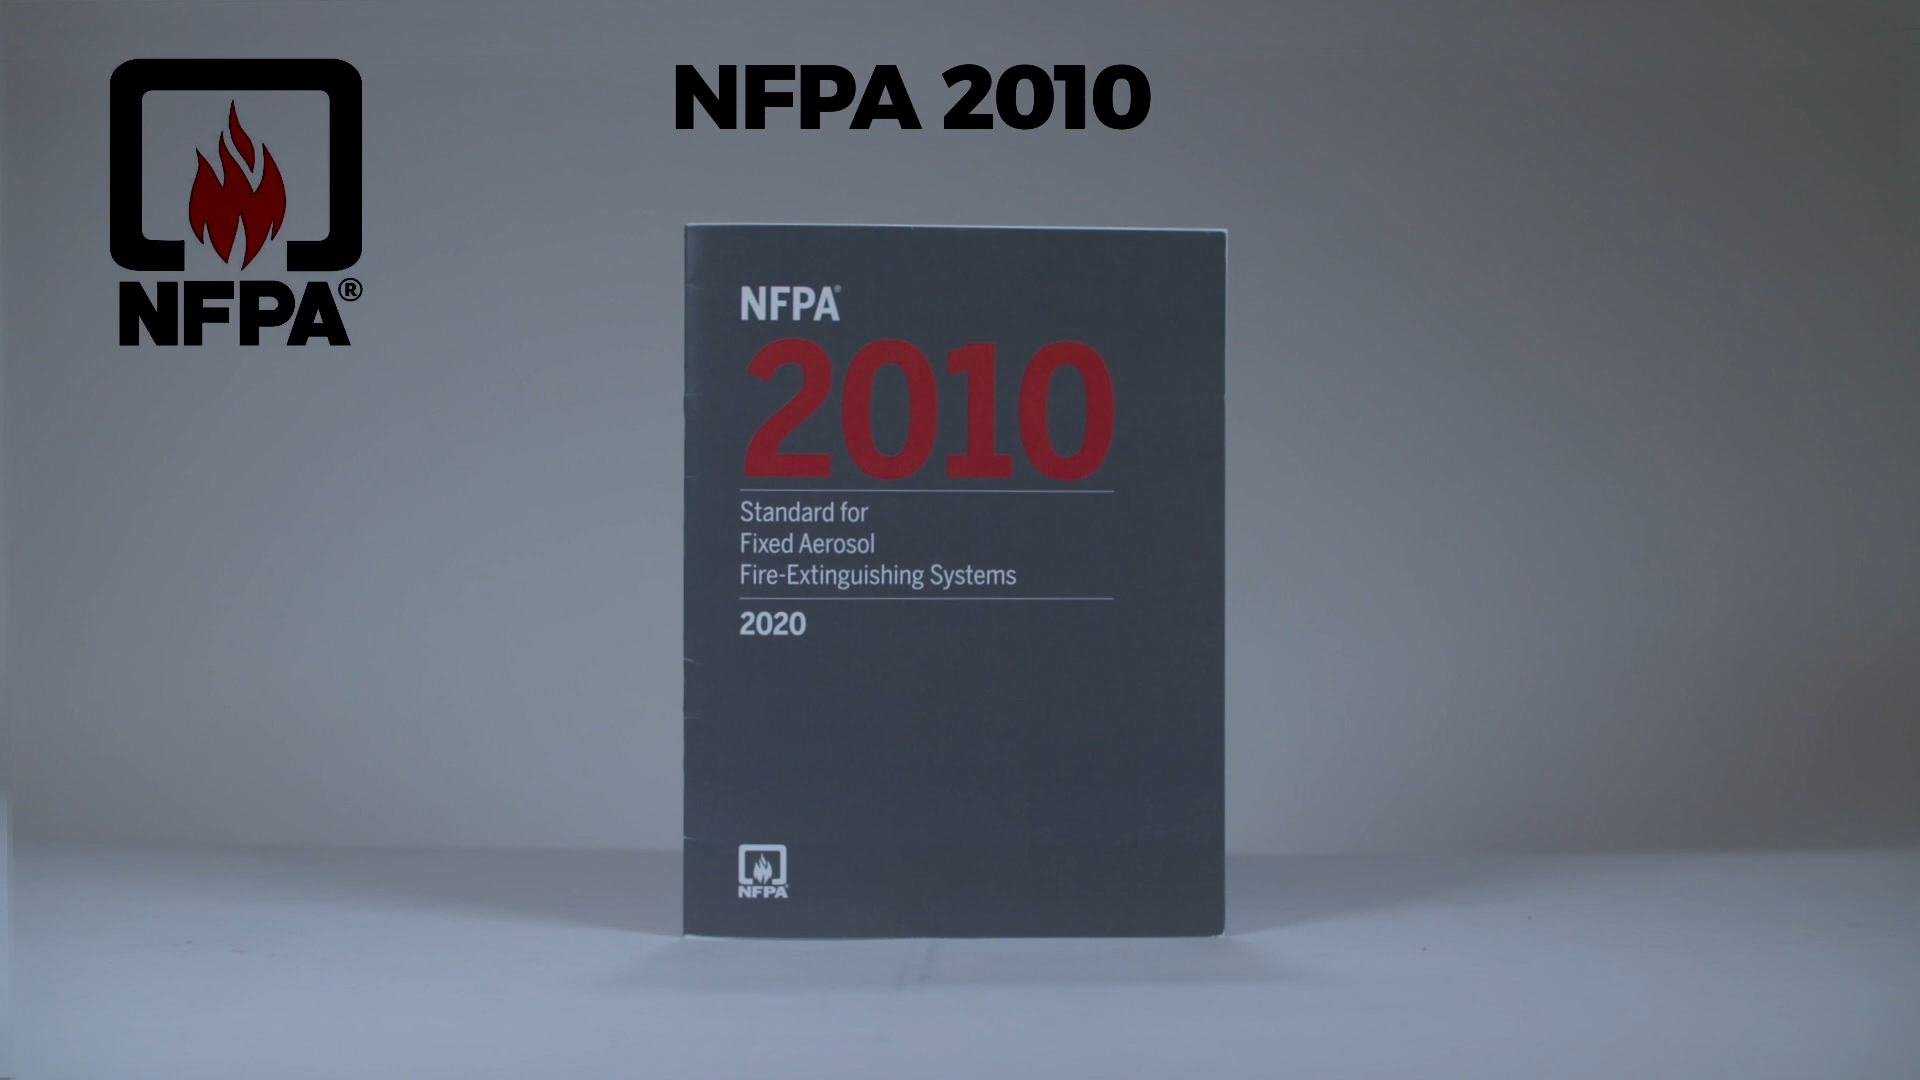 NFPA 2010
NFPA®
NFPA®
2010
Standard for
Fixed Aerosol
Fire-Extinguishing Systems
2020
NFPA